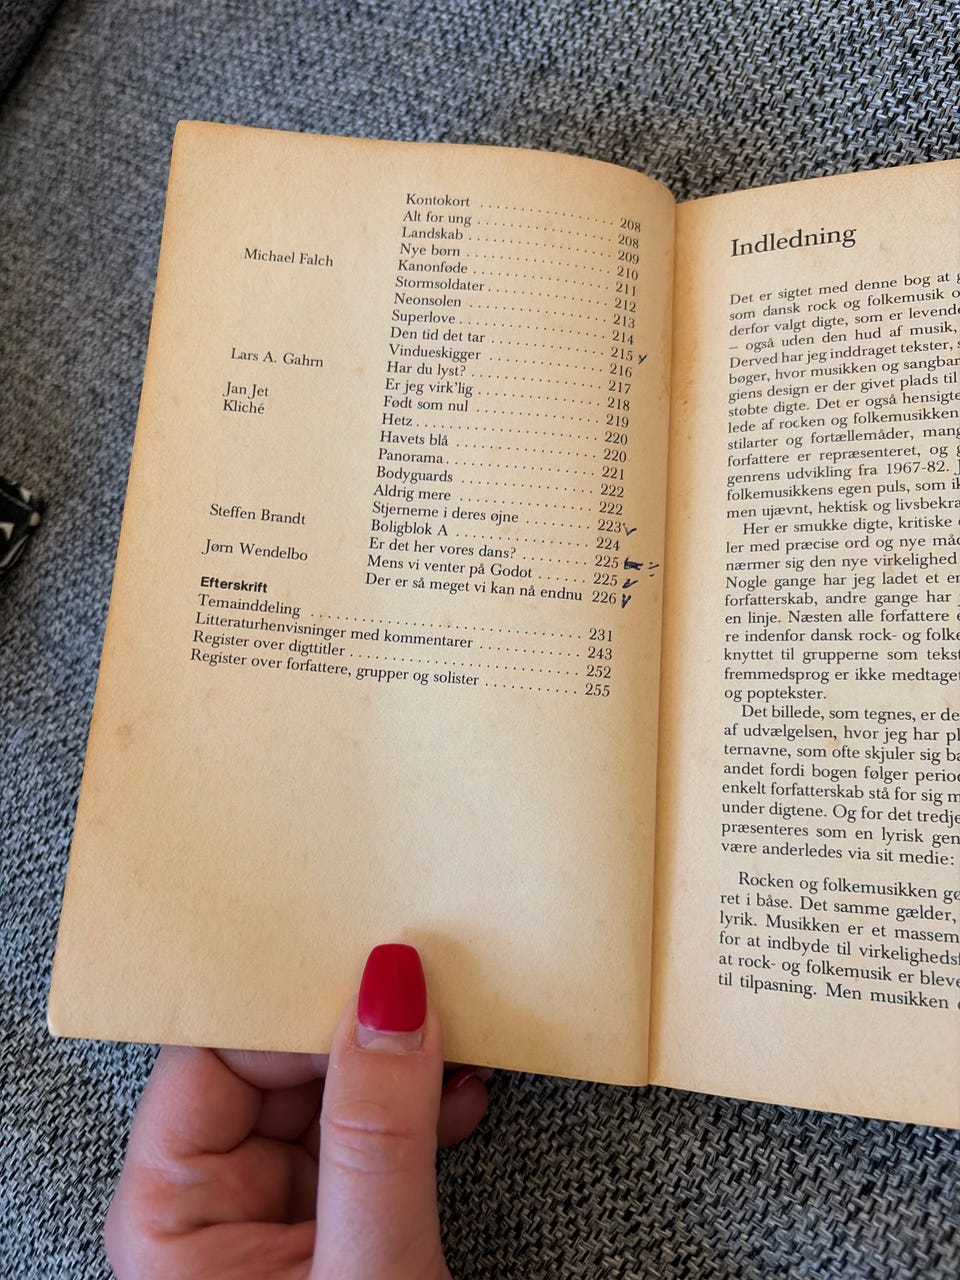 Kontokort . . . . . . . . . . . . . . . . 208
Alt for ung . . . . . . . . . . . . . . . . 208
Landskab . . . . . . . . . . . . . . . . 209
Nye børn . . . . . . . . . . . . . . . . 210
Michael Falch Kanonføde . . . . . . . . . . . . . . . . 211
Stormsoldater . . . . . . . . . . . . . . 212
Neonsolen . . . . . . . . . . . . . . . . 213
Superlove . . . . . . . . . . . . . . . . 214
Den tid det tar . . . . . . . . . . . . . . 215
Vindueskigger . . . . . . . . . . . . . . 216
Lars A. Gahrn Har du lyst? . . . . . . . . . . . . . . . . 217
Er jeg virk'lig . . . . . . . . . . . . . . . . 218
Jan Jet Født som nul . . . . . . . . . . . . . . 219
Kliché Hetz . . . . . . . . . . . . . . . . . . . . 220
Havets blå . . . . . . . . . . . . . . . . 220
Panorama . . . . . . . . . . . . . . . . 221
Bodyguards . . . . . . . . . . . . . . . . 222
Aldrig mere . . . . . . . . . . . . . . . . 222
Stjernerne i deres øjne . . . . . . . . 223
Steffen Brandt Boligblok A . . . . . . . . . . . . . . . . 224
Er det her vores dans? . . . . . . . . 225
Jørn Wendelbo Mens vi venter på Godot . . . . . . 225
Der er så meget vi kan nå endnu 226
Efterskrift
Temainddeling . . . . . . . . . . . . . . . . . . . . . . . . . . . . . . 231
Litteraturhenvisninger med kommentarer . . . . . . . . . . . . 243
Register over digttitler . . . . . . . . . . . . . . . . . . . . . . . . 252
Register over forfattere, grupper og solister . . . . . . . . . . 255
Indledning
Det er sigtet med denne bog at g
som dansk rock og folkemusik o
derfor valgt digte, som er levende
– også uden den hud af musik,
Derved har jeg inddraget tekster, s
bøger, hvor musikken og sangbar
giens design er der givet plads til
støbte digte. Det er også hensigte
lede af rocken og folkemusikken
stilarter og fortællemåder, mang
forfattere er repræsenteret, og g
genrens udvikling fra 1967-82. J
folkemusikkens egen puls, som ik
men ujævnt, hektisk og livsbekra
Her er smukke digte, kritiske
ler med præcise ord og nye måd
nærmer sig den nye virkelighed
Nogle gange har jeg ladet et en
forfatterskab, andre gange har
en linje. Næsten alle forfattere e
re indenfor dansk rock- og folke
knyttet til grupperne som tekst
fremmedsprog er ikke medtaget
og poptekster.
Det billede, som tegnes, er de
af udvælgelsen, hvor jeg har pl
ternavne, som ofte skjuler sig ba
andet fordi bogen følger period
enkelt forfatterskab stå for sig m
under digtene. Og for det tredje
præsenteres som en lyrisk gen
være anderledes via sit medie:
Rocken og folkemusikken gø
ret i båse. Det samme gælder,
lyrik. Musikken er et massem
for at indbyde til virkelighedsf
at rock- og folkemusik er bleve
til tilpasning. Men musikken